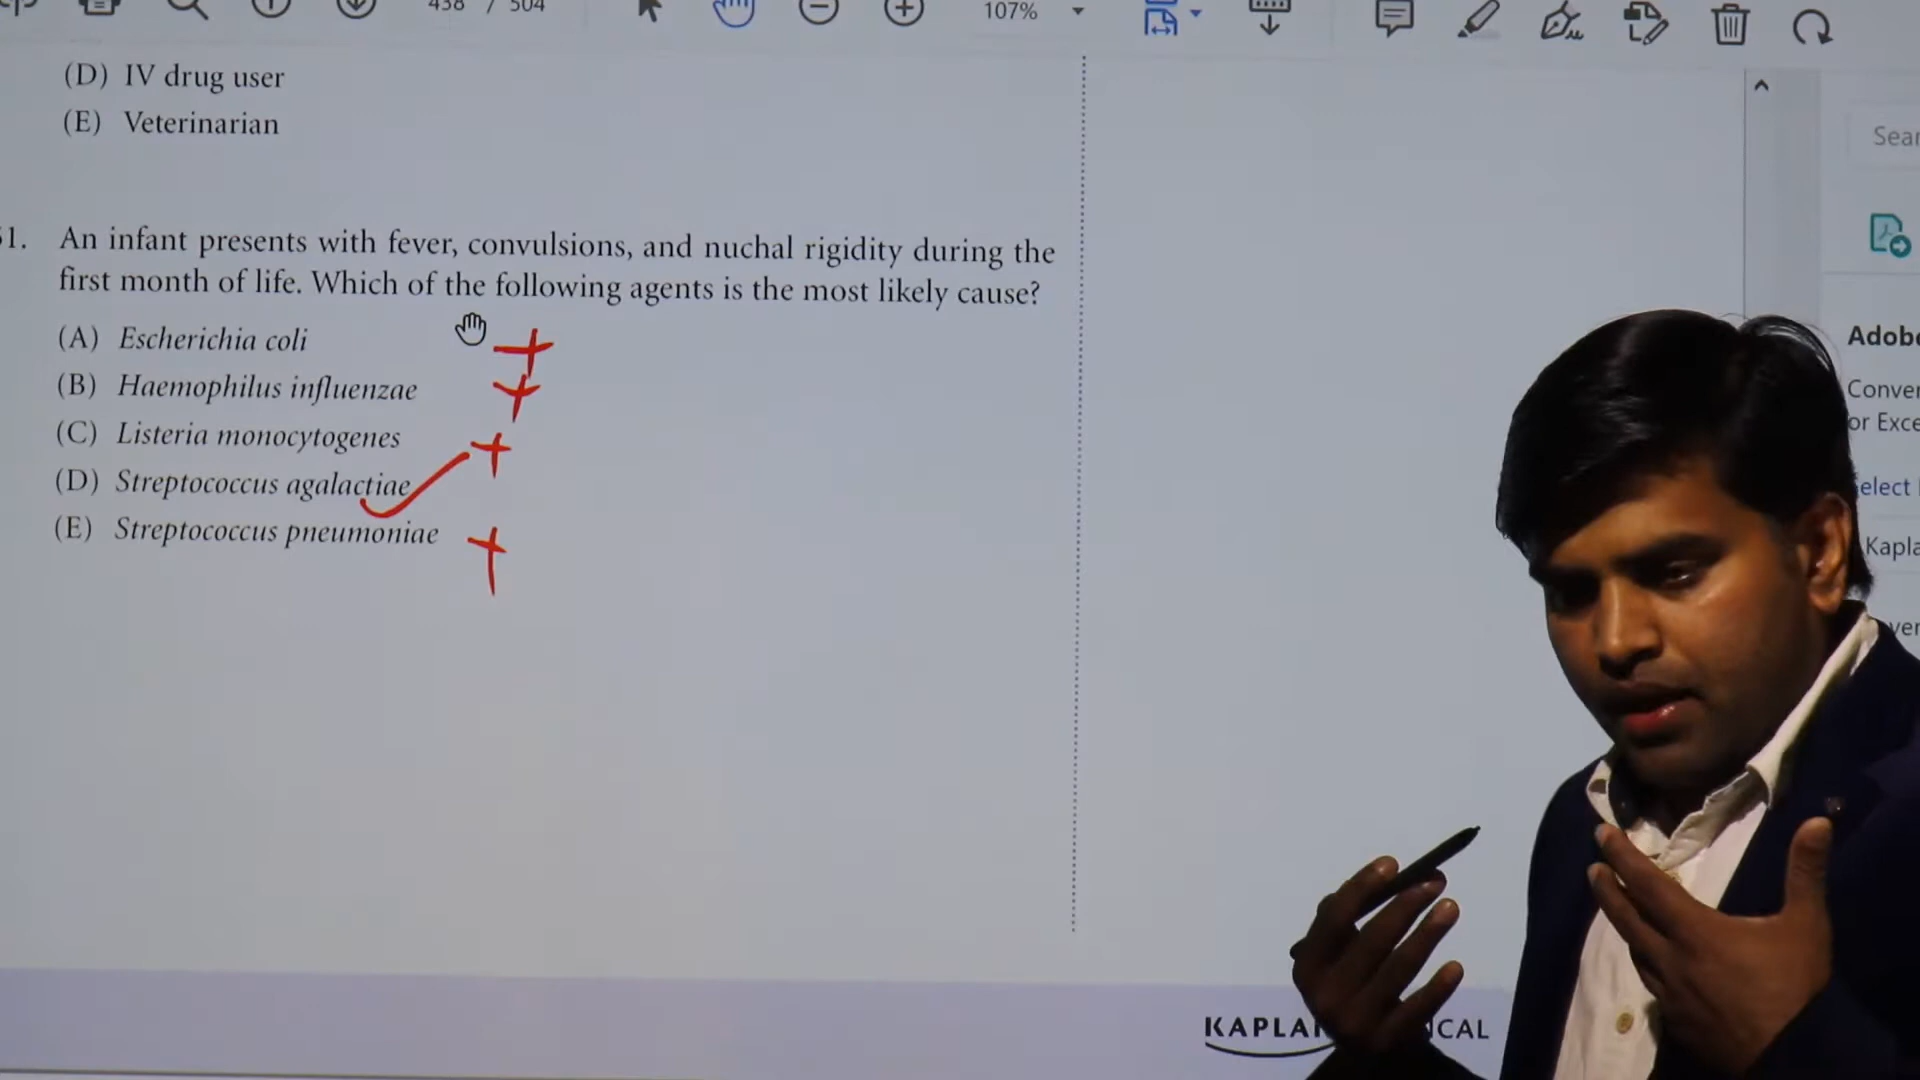 438 / 504
107%
(D) IV drug user
(E) Veterinarian
Sear
1. An infant presents with fever, convulsions, and nuchal rigidity during the
first month of life. Which of the following agents is the most likely cause?
(A) Escherichia coli
(B) Haemophilus influenzae
(C) Listeria monocytogenes
(D) Streptococcus agalactiae
(E) Streptococcus pneumoniae
Adobe
Conver
or Exce
elect
Kapla
ver
KAPLA
CAL